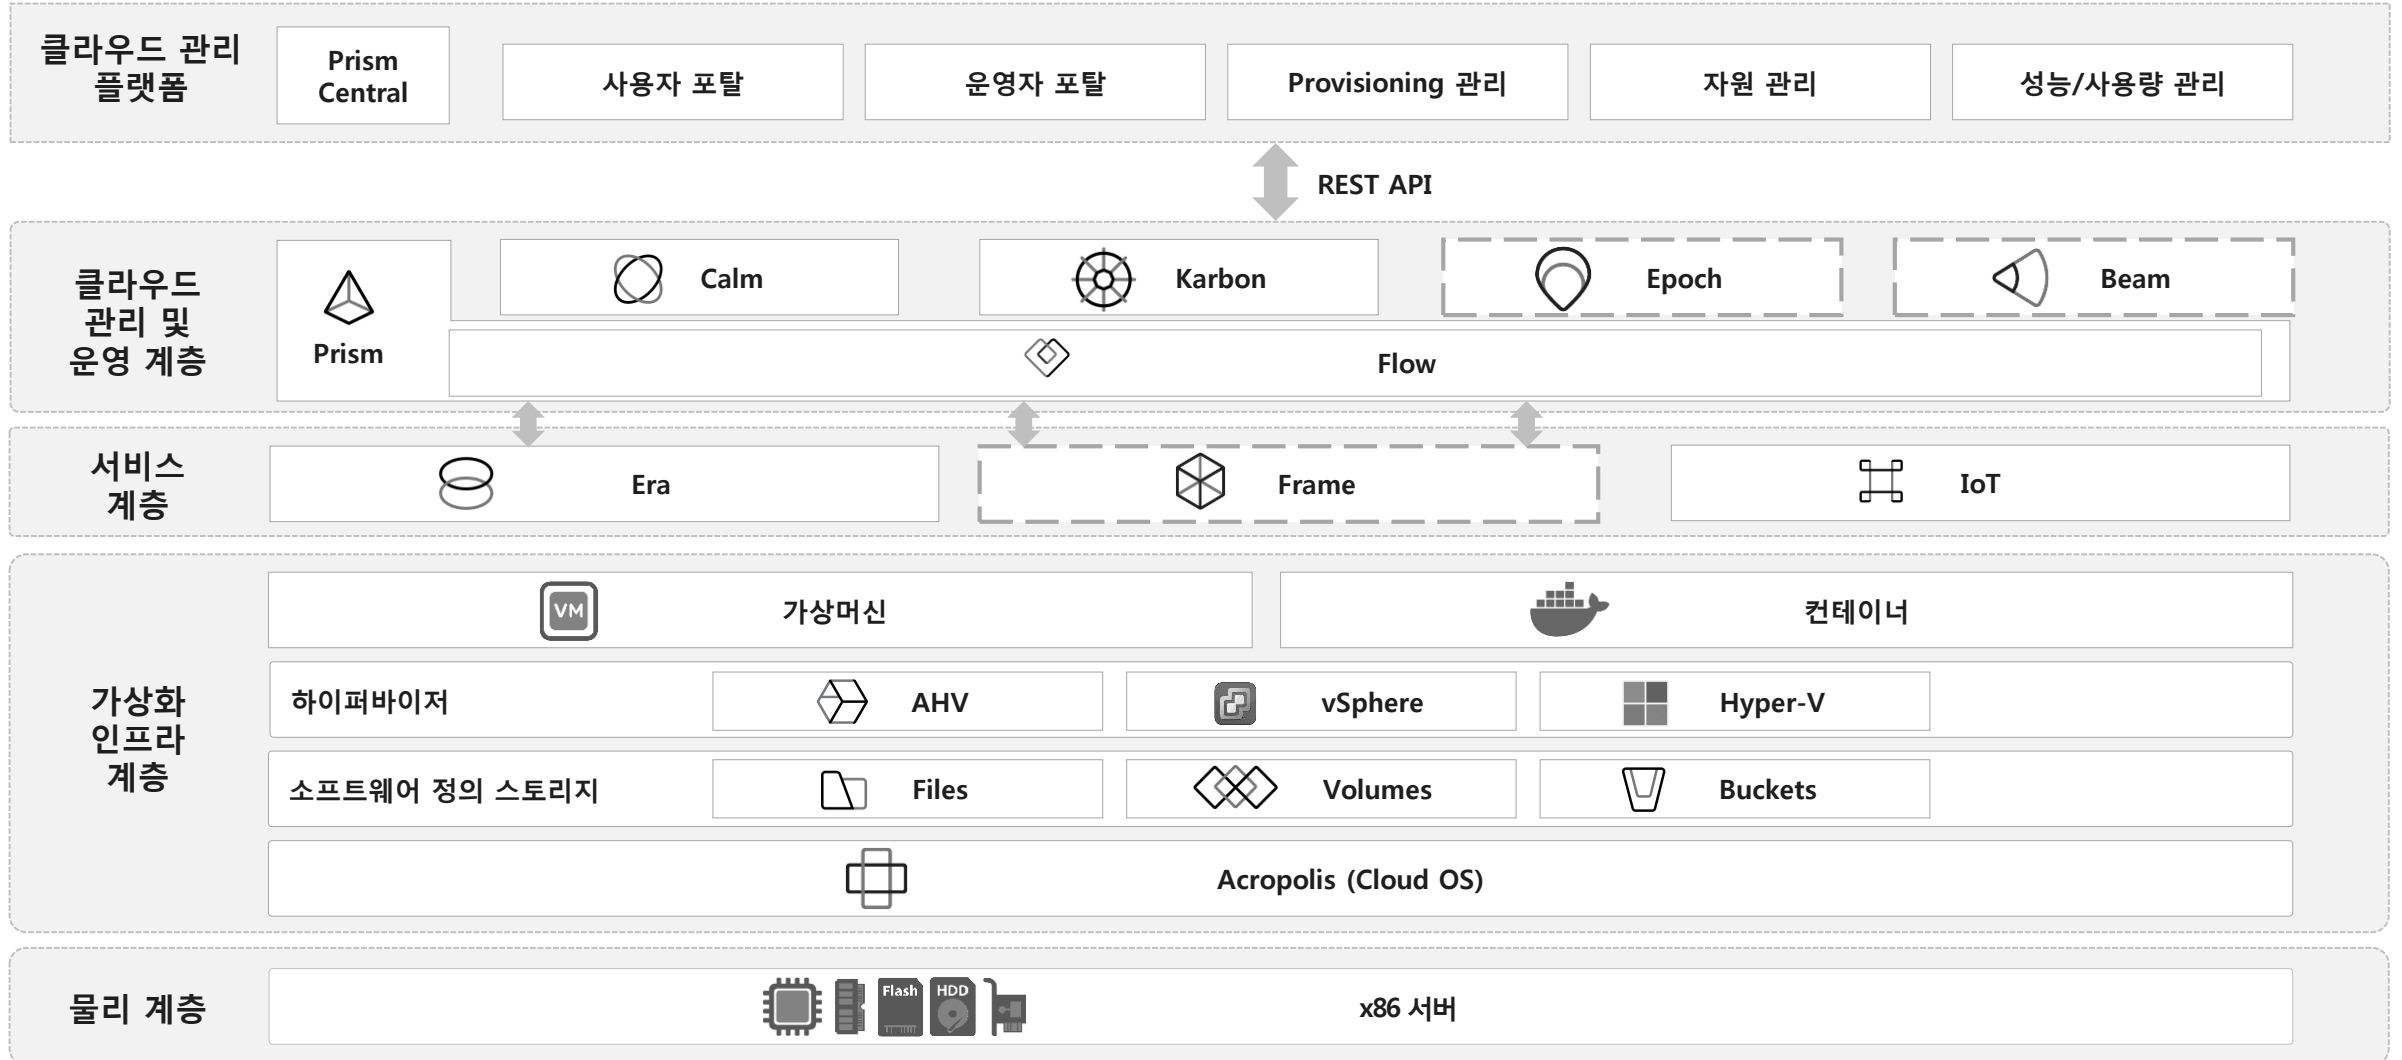 클라우드 관리
플랫폼
Prism
Central
사용자 포탈
운영자 포탈
Provisioning 관리
자원 관리
성능/사용량 관리
REST API
클라우드
관리 및
운영 계층
Prism
Calm
Karbon
Epoch
Beam
Flow
서비스
계층
Era
Frame
IoT
가상화
인프라
계층
VM
가상머신
컨테이너
하이퍼바이저
AHV
vSphere
Hyper-V
소프트웨어 정의 스토리지
Files
Volumes
Buckets
Acropolis (Cloud OS)
물리 계층
Flash
HDD
x86 서버